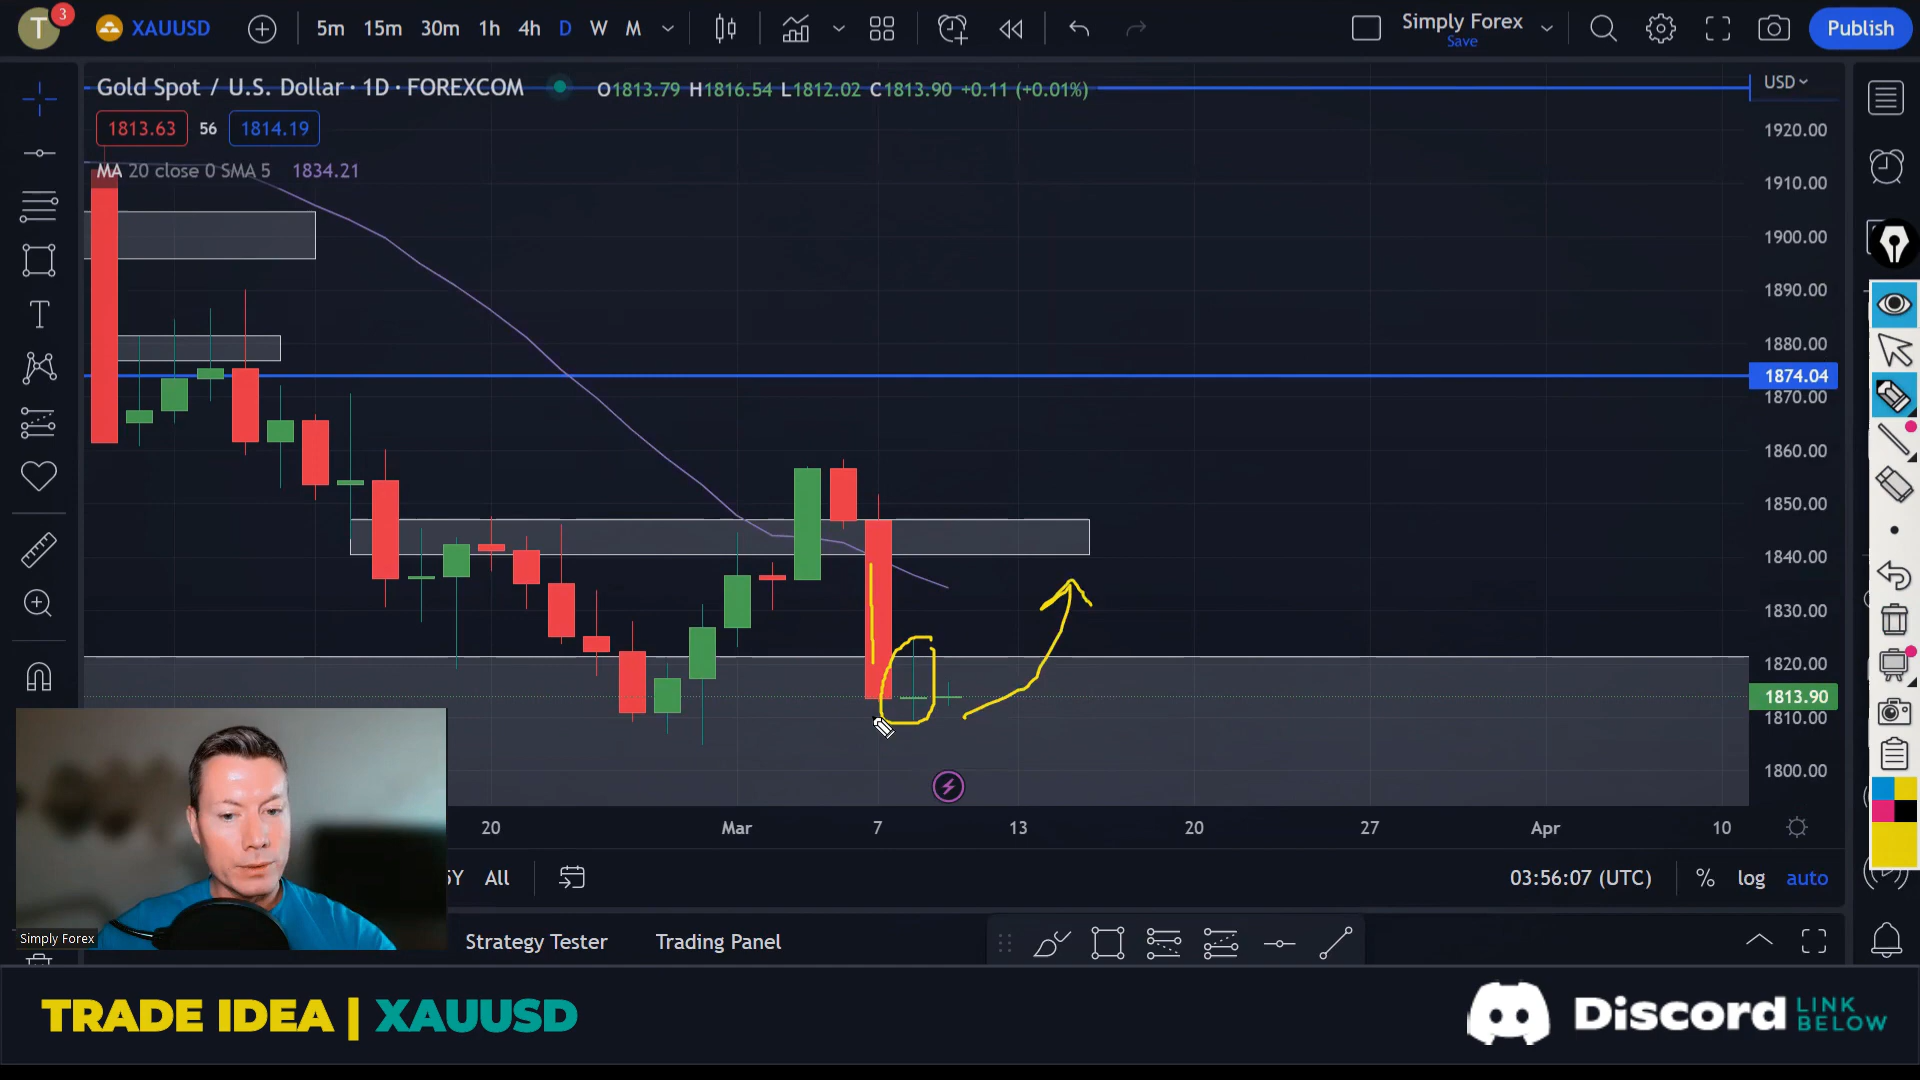 T
3
XAUUSD
5m 15m 30m 1h 4h D W M
Simply Forex
Save
Publish
Gold Spot / U.S. Dollar · 1D · FOREXCOM
O1813.79 H1816.54 L1812.02 C1813.90 +0.11 (+0.01%)
USD
1813.63 56 1814.19
MA 20 close 0 SMA 5 1834.21
1920.00
1910.00
1900.00
1890.00
1880.00
1874.04
1870.00
1860.00
1850.00
1840.00
1830.00
1820.00
1813.90
1810.00
1800.00
20 Mar 7 13 20 27 Apr 10
5Y All
03:56:07 (UTC) % log auto
Simply Forex
Strategy Tester Trading Panel
TRADE IDEA | XAUUSD
Discord LINK BELOW